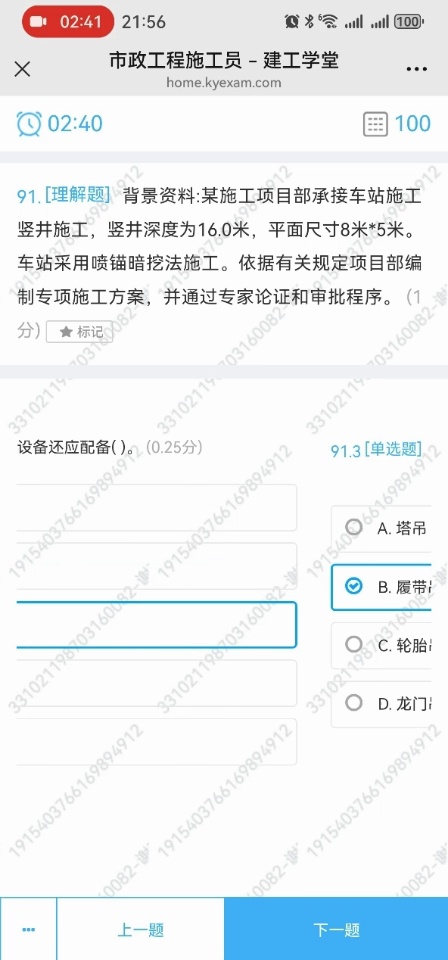 02:41 21:56 100
市政工程施工员 – 建工学堂
home.kyexam.com
02:40 100
91.[理解题] 背景资料:某施工项目部承接车站施工
竖井施工，竖井深度为16.0米，平面尺寸8米*5米。
车站采用喷锚暗挖法施工。依据有关规定项目部编
制专项施工方案，并通过专家论证和审批程序。(1
分) ★ 标记
设备还应配备( )。(0.25分)
91.3 [单选题]
A. 塔吊
B. 履带
C. 轮胎
D. 龙门
上一题 下一题